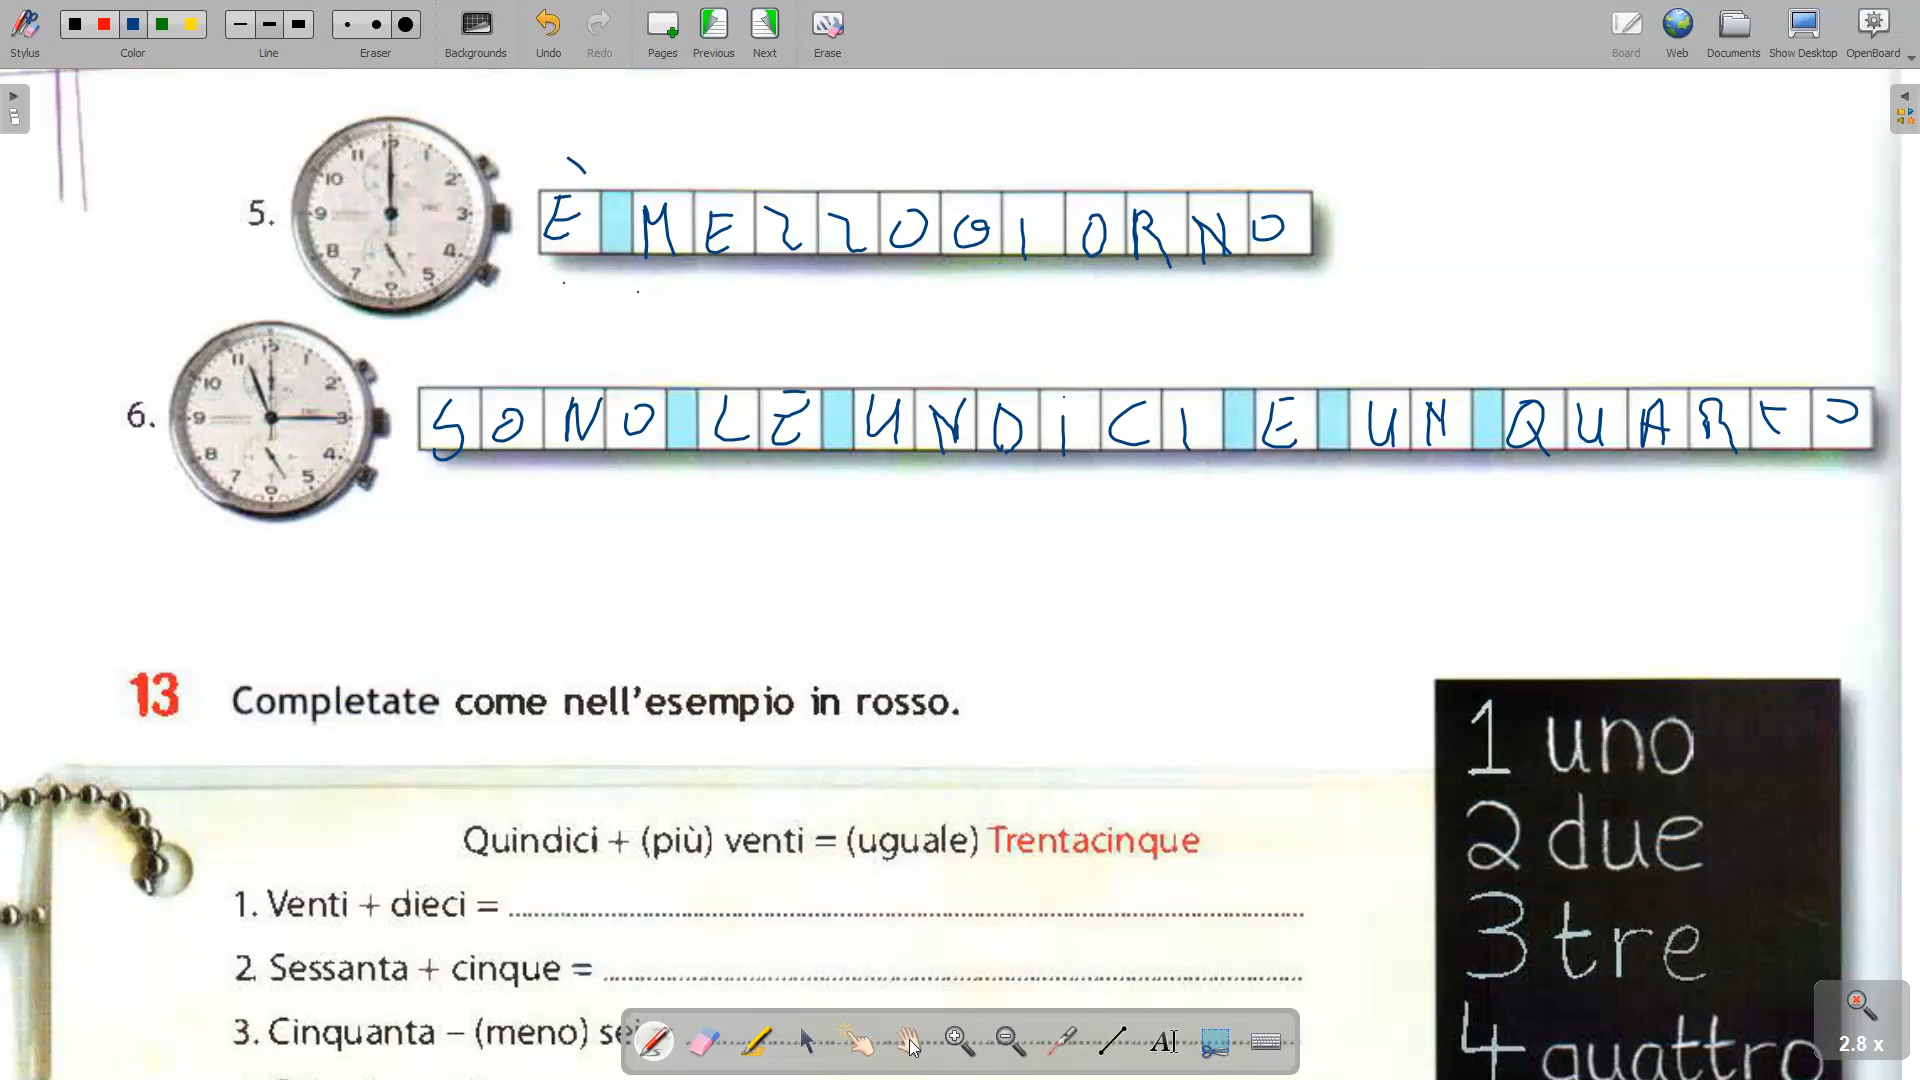 Stylus Color Line Eraser Backgrounds Undo Redo Pages Previous Next Erase Board Web Documents Show Desktop OpenBoard
5. È MEZZOGIORNO
6. SONO LE UNDICI E UN QUARTO
13 Completate come nell'esempio in rosso.
Quindici + (più) venti = (uguale) Trentacinque
1. Venti + dieci =
2. Sessanta + cinque =
3. Cinquanta – (meno) sei
1 uno
2 due
3 tre
4 quattro
2.8 x